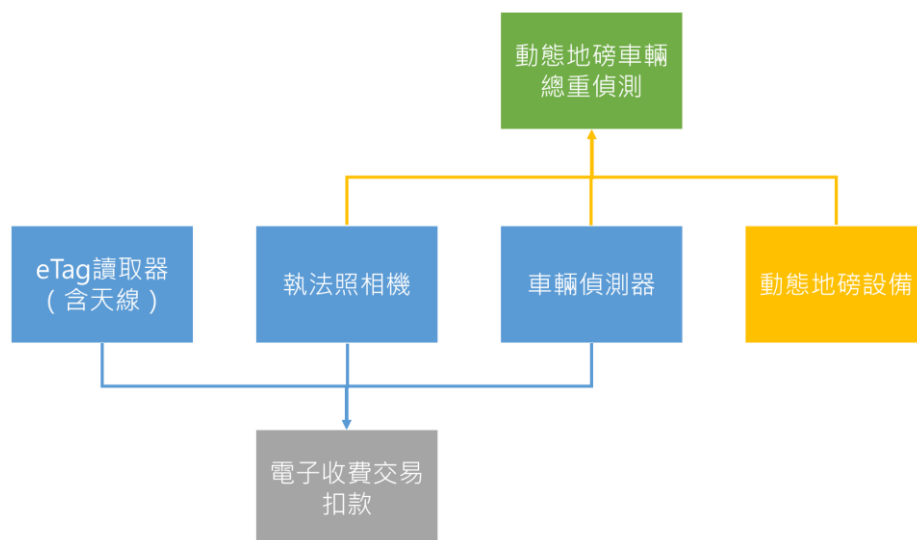 動態地磅車輛
總重偵測
eTag讀取器
（含天線）
執法照相機
車輛偵測器
動態地磅設備
電子收費交易
扣款